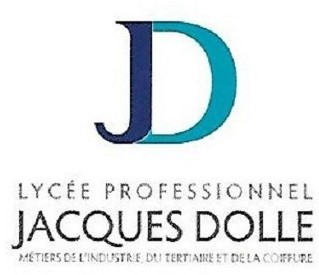 JD
LYCÉE PROFESSIONNEL
JACQUES DOLLE
MÉTIERS DE L'INDUSTRIE, DU TERTIAIRE ET DE LA COIFFURE